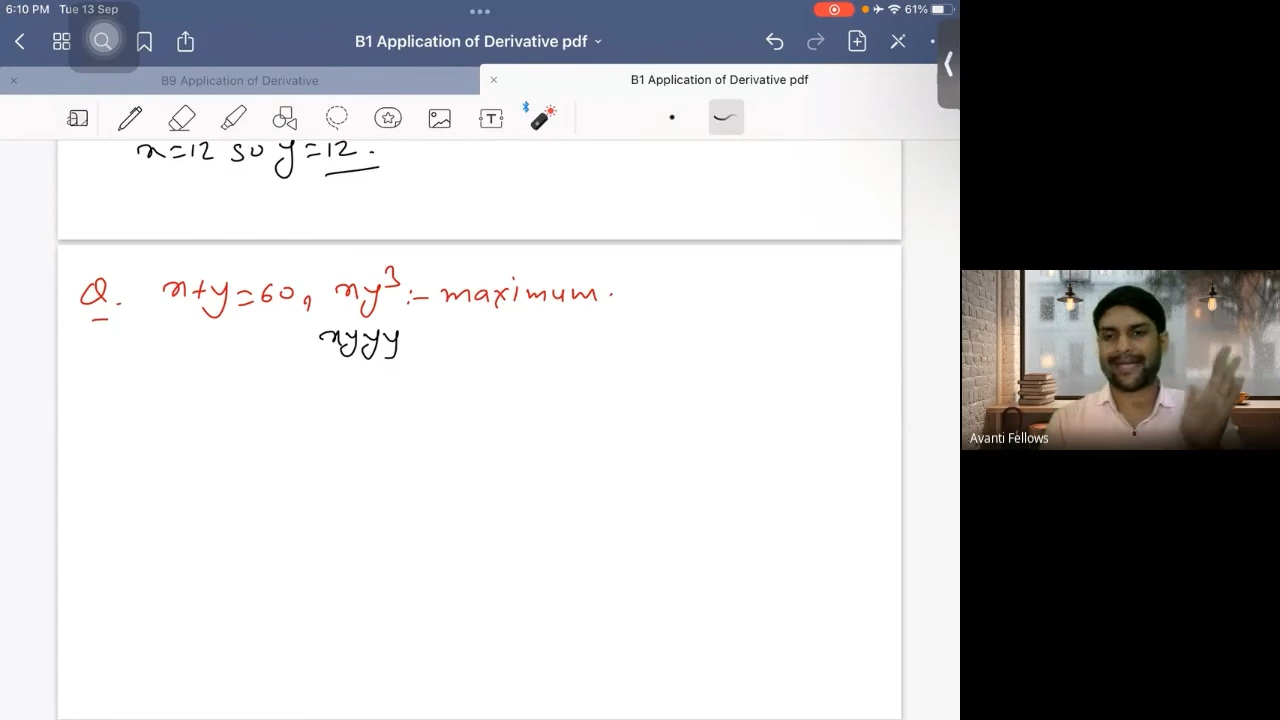 6:10 PM Tue 13 Sep
61%
B1 Application of Derivative pdf
B9 Application of Derivative
B1 Application of Derivative pdf
T
x=12 so y=12.
Q. x+y=60, xy³:- maximum.
xyyy
Avanti Fellows